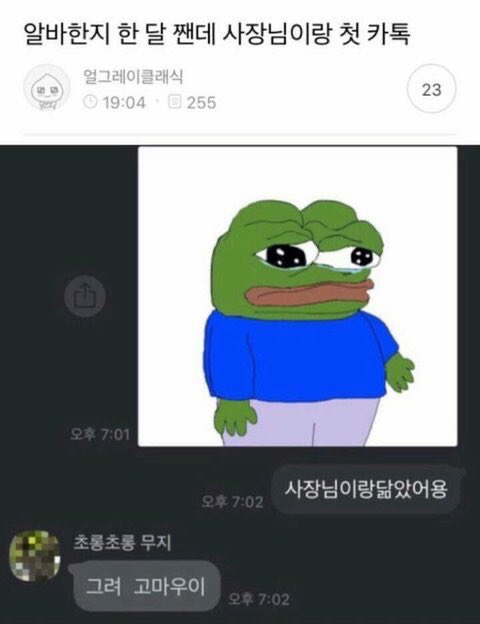 알바한지 한 달 짼데 사장님이랑 첫 카톡
얼그레이클래식
19:04 · 255
23
오후 7:01
사장님이랑닮았어용
오후 7:02
초롱초롱 무지
그려 고마우이
오후 7:02